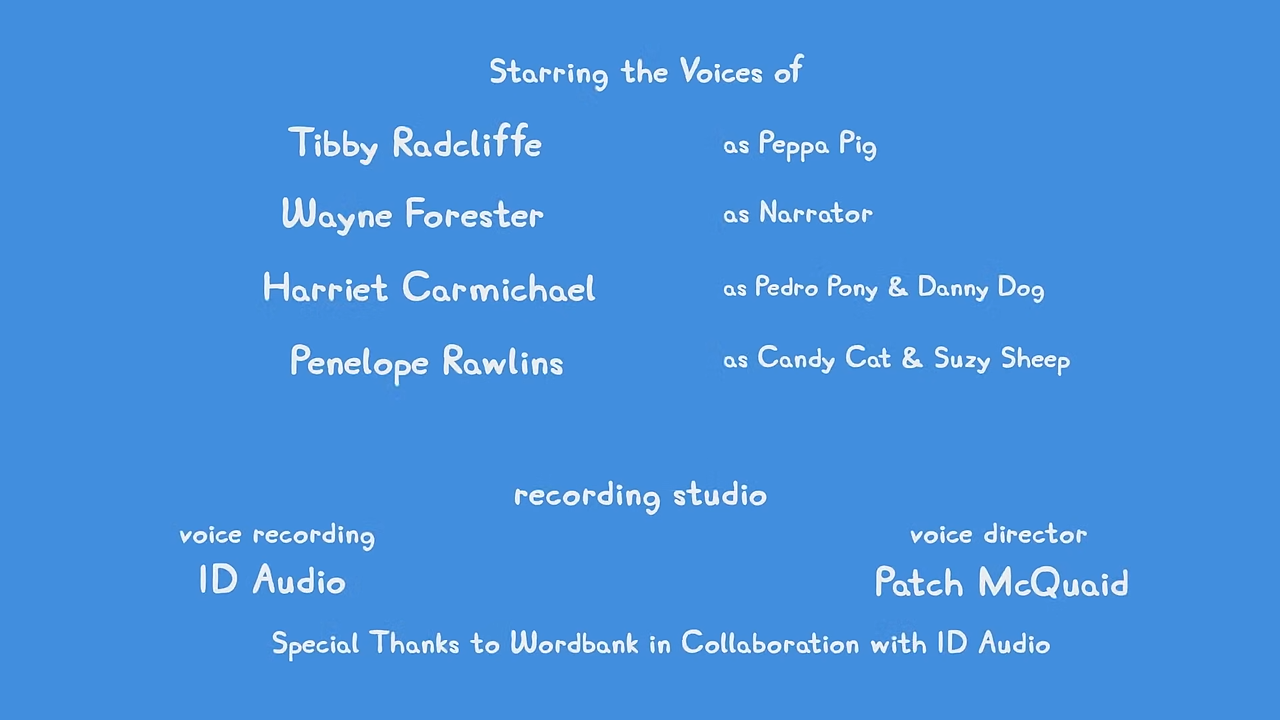 Starring the Voices of
Tibby Radcliffe as Peppa Pig
Wayne Forester as Narrator
Harriet Carmichael as Pedro Pony & Danny Dog
Penelope Rawlins as Candy Cat & Suzy Sheep
recording studio
voice recording voice director
ID Audio Patch McQuaid
Special Thanks to Wordbank in Collaboration with ID Audio